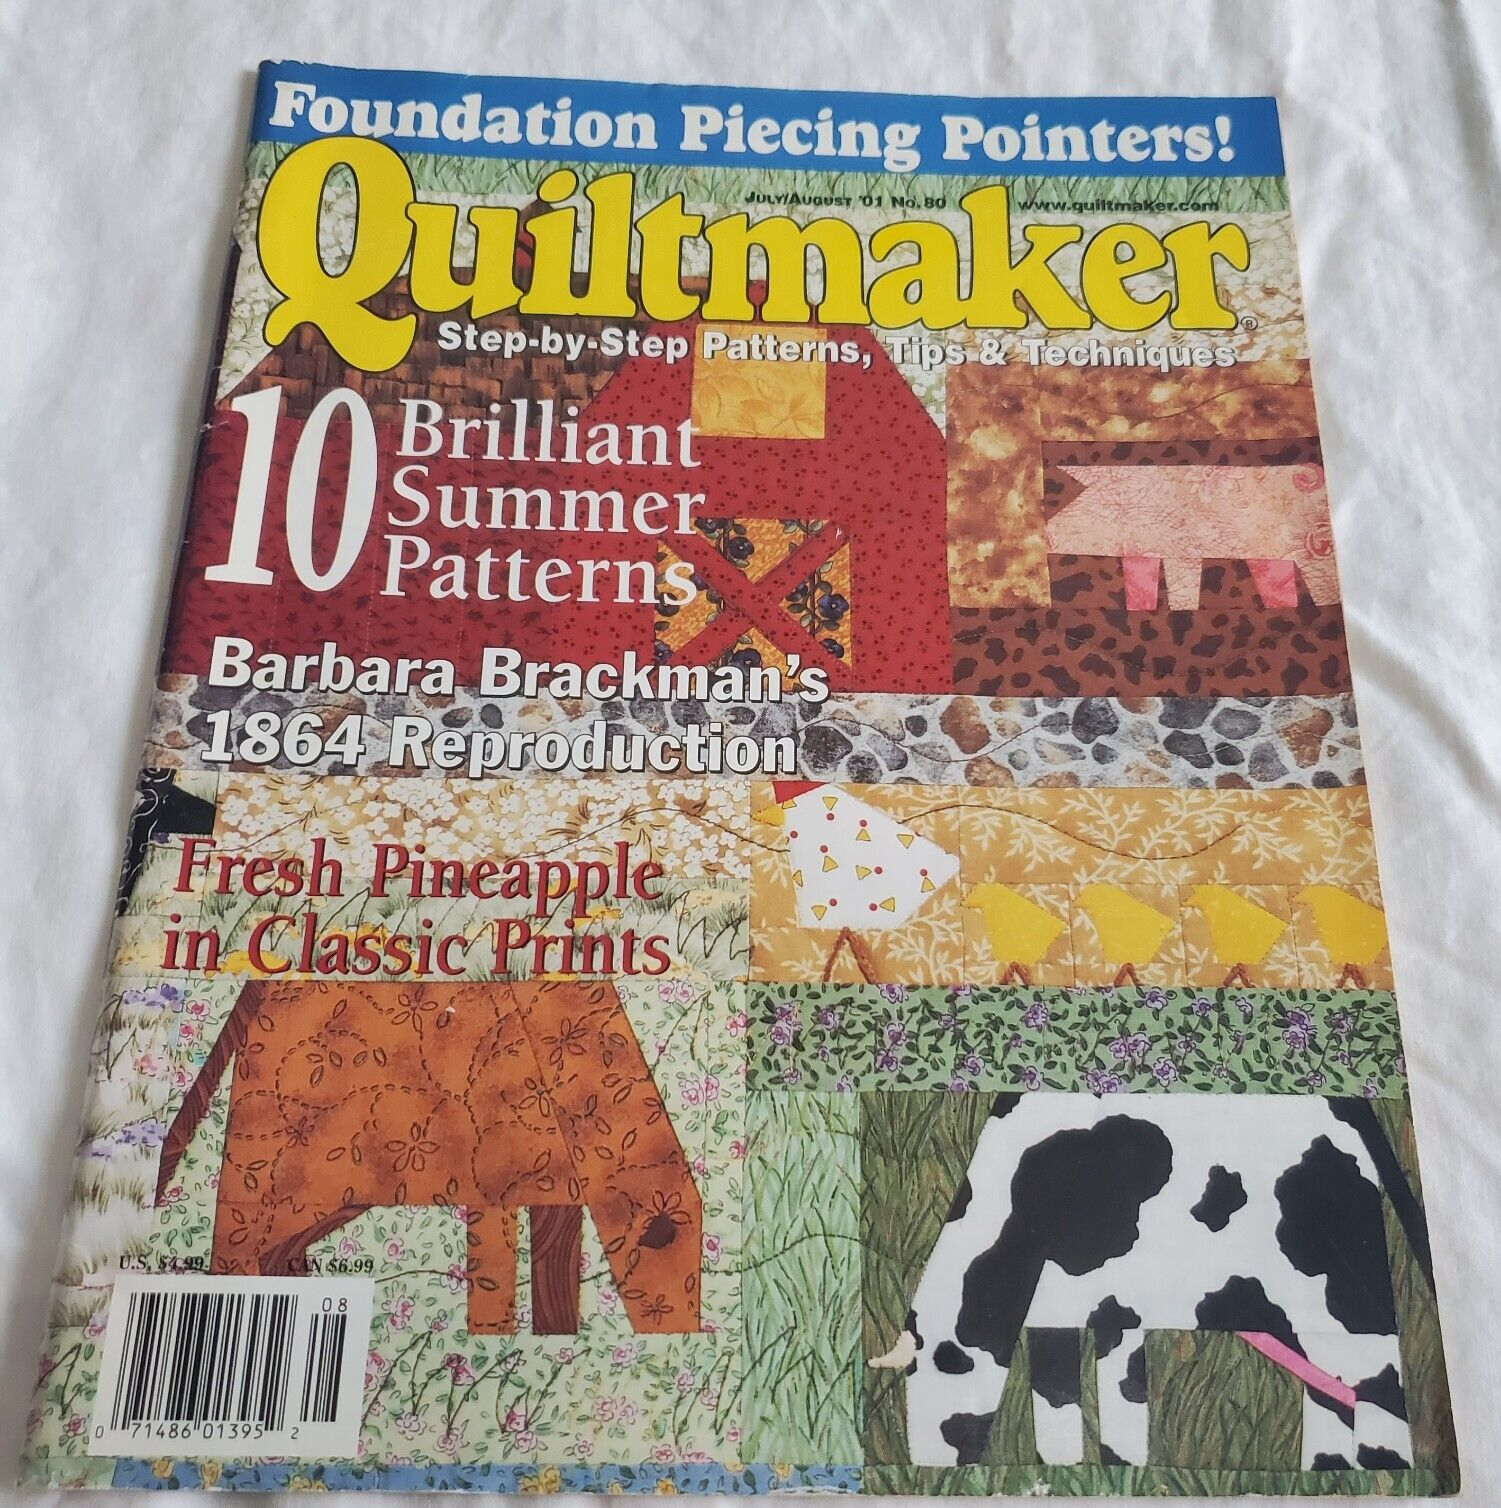 Foundation Piecing Pointers!
July/August '01 No. 80
www.quiltmaker.com
Quiltmaker®
Step-by-Step Patterns, Tips & Techniques
10 Brilliant
Summer
Patterns
Barbara Brackman's
1864 Reproduction
Fresh Pineapple
in Classic Prints
U.S. $4.99 CAN $6.99
08
0 71486 01395 2